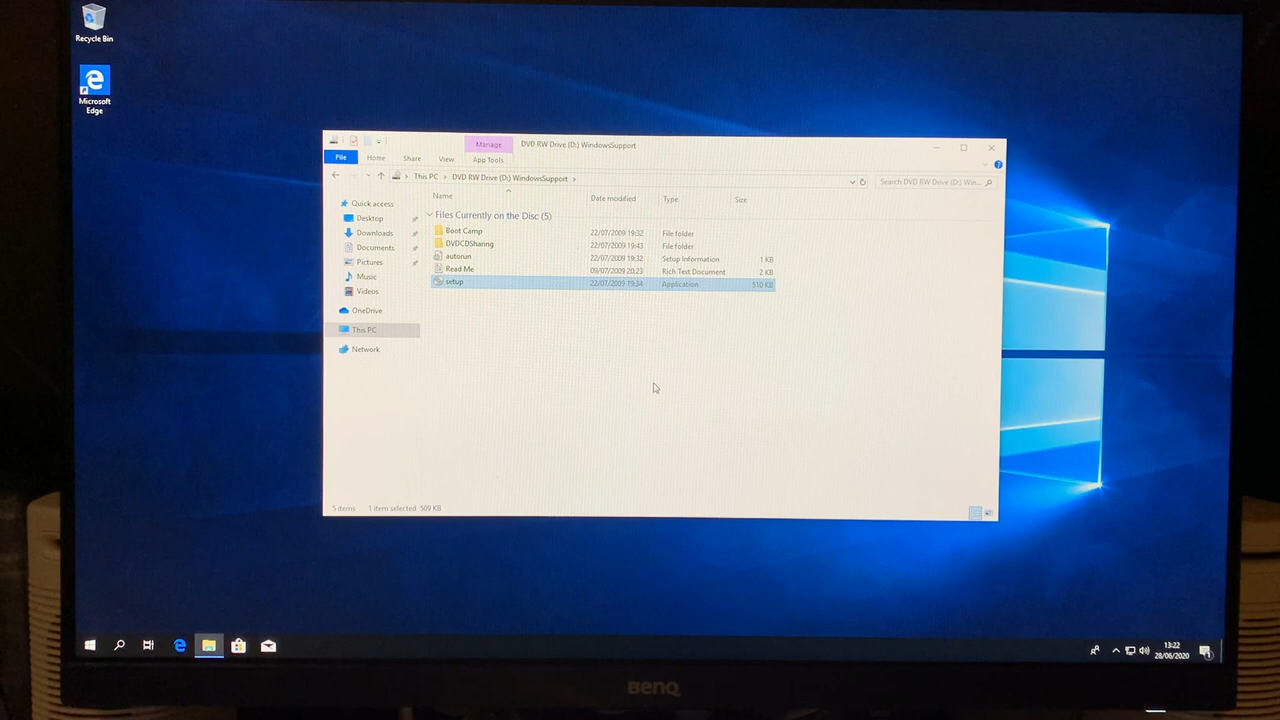 Recycle Bin
Microsoft
Edge
Manage
DVD RW Drive (D:) WindowsSupport
File
Home
Share
View
App Tools
This PC > DVD RW Drive (D:) WindowsSupport >
Search DVD RW Drive (D:) Win...
Name
Date modified
Type
Size
Quick access
Desktop
Downloads
Documents
Pictures
Music
Videos
OneDrive
This PC
Network
Files Currently on the Disc (5)
Boot Camp 22/07/2009 19:32 File folder
DVDCDSharing 22/07/2009 19:43 File folder
autorun 22/07/2009 19:32 Setup Information 1 KB
Read Me 09/07/2009 20:23 Rich Text Document 2 KB
setup 22/07/2009 19:34 Application 510 KB
5 items 1 item selected 509 KB
13:22
28/06/2020
BenQ